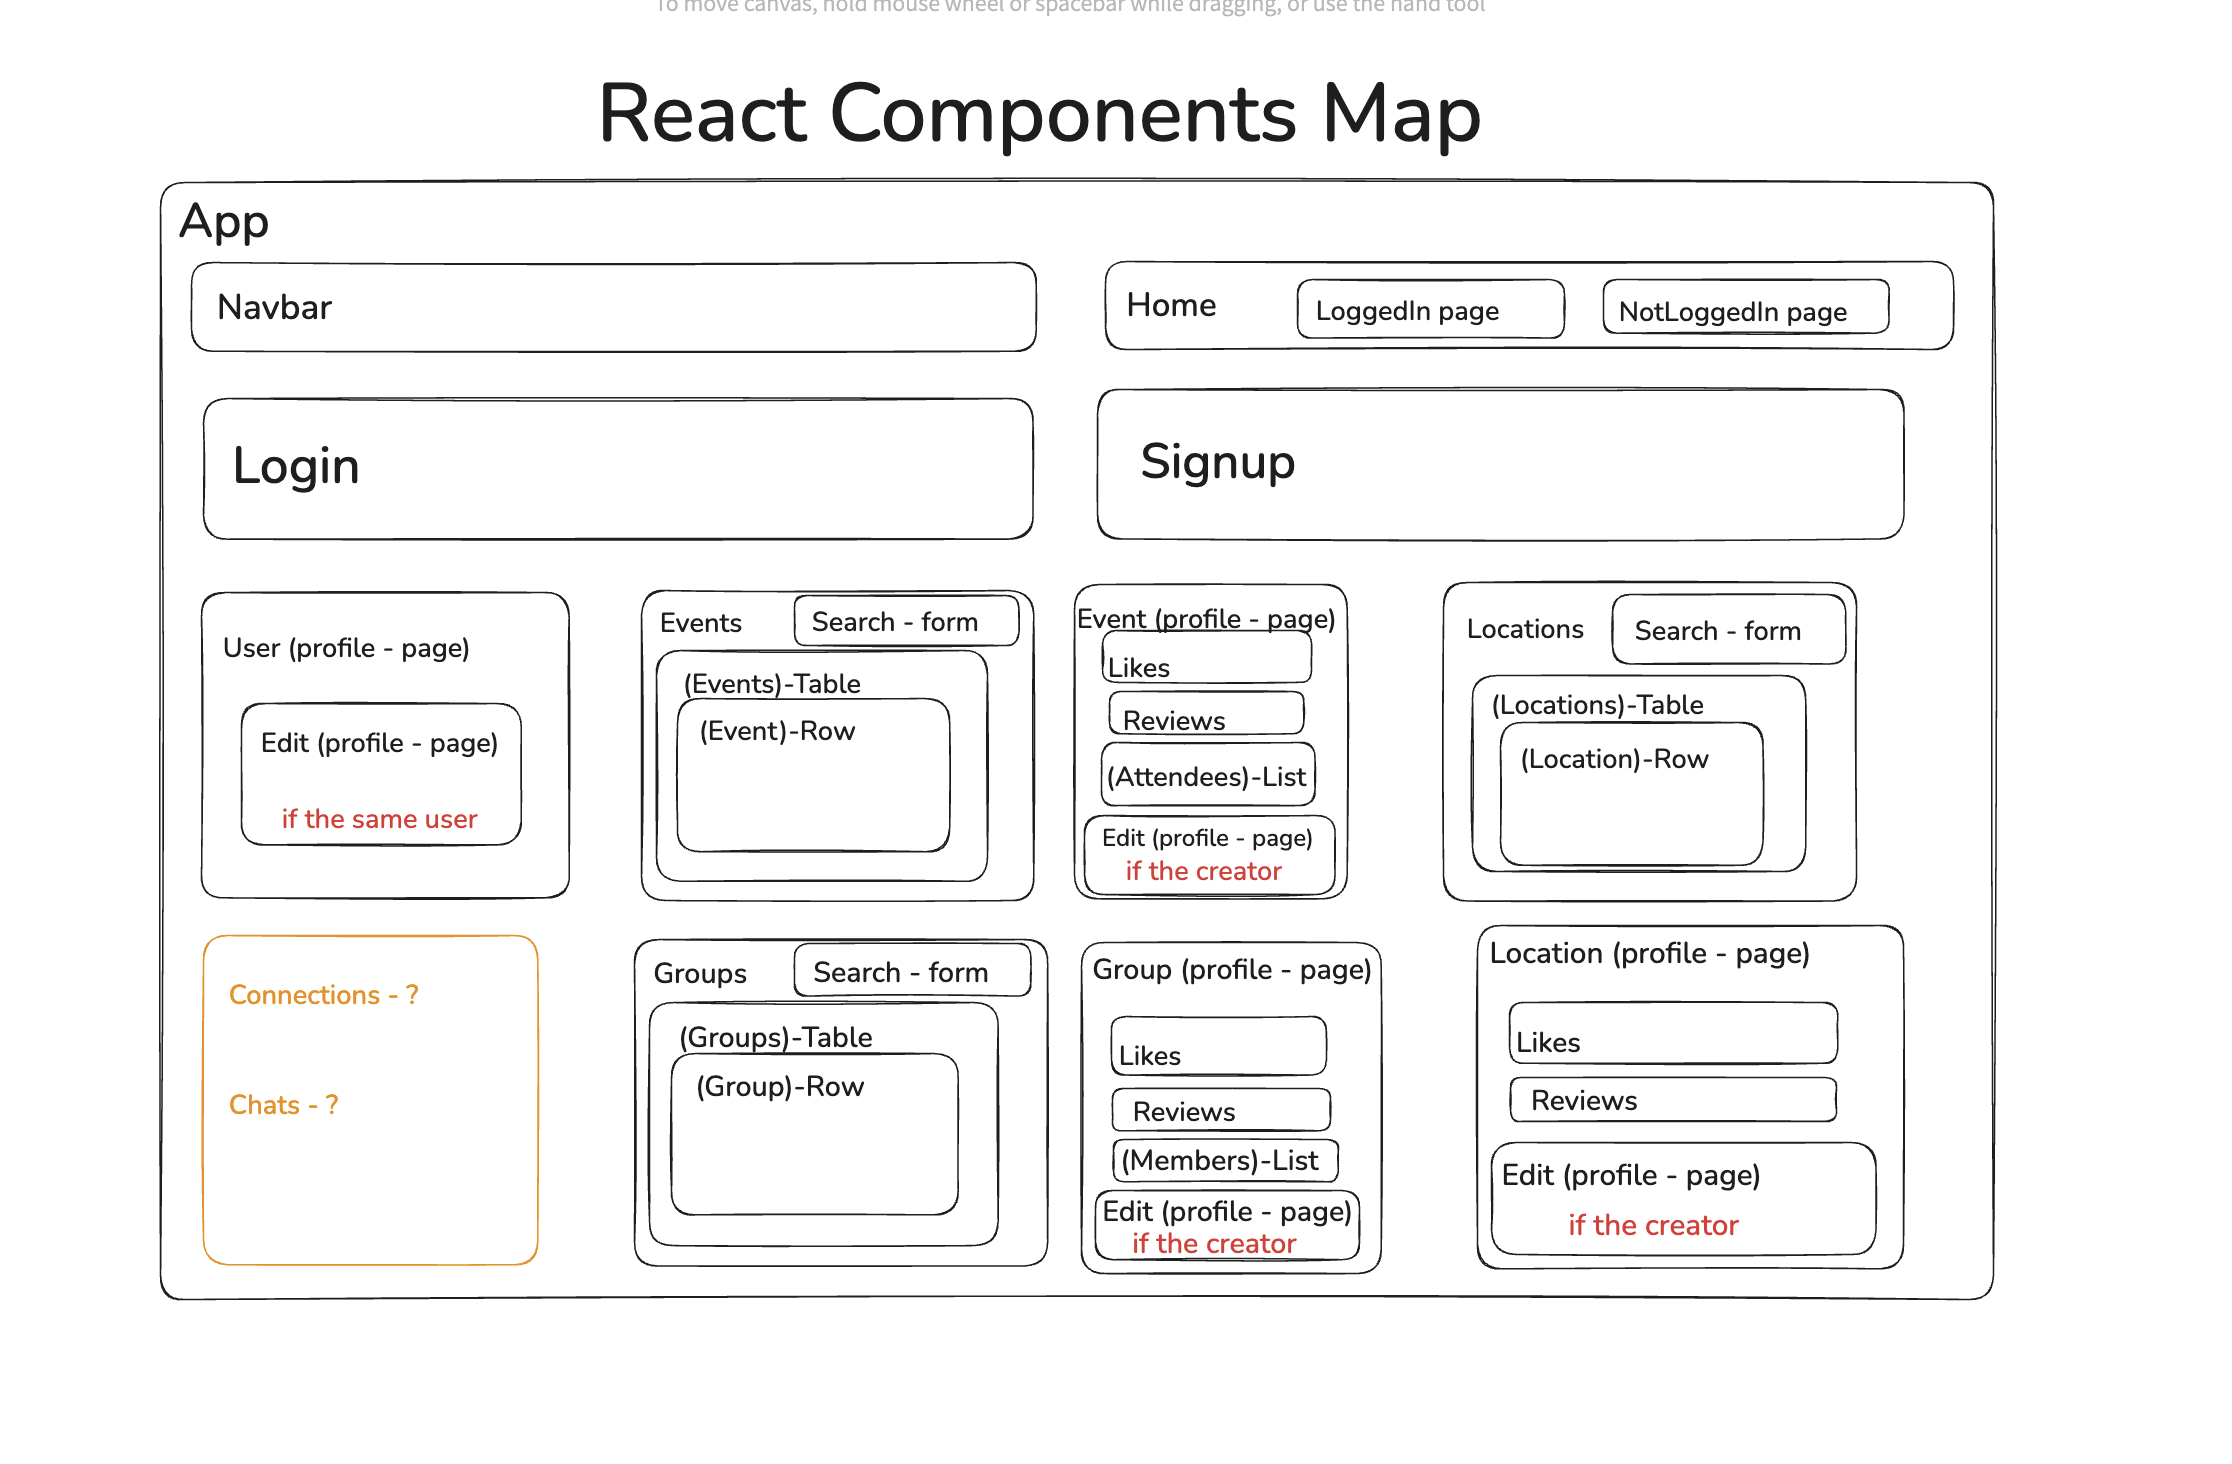 To move canvas, hold mouse wheel or spacebar while dragging, or use the hand tool
React Components Map
App
Navbar
Home
LoggedIn page
NotLoggedIn page
Login
Signup
User (profile - page)
Edit (profile - page)
if the same user
Events
Search - form
(Events)-Table
(Event)-Row
Event (profile - page)
Likes
Reviews
(Attendees)-List
Edit (profile - page)
if the creator
Locations
Search - form
(Locations)-Table
(Location)-Row
Connections - ?
Chats - ?
Groups
Search - form
(Groups)-Table
(Group)-Row
Group (profile - page)
Likes
Reviews
(Members)-List
Edit (profile - page)
if the creator
Location (profile - page)
Likes
Reviews
Edit (profile - page)
if the creator